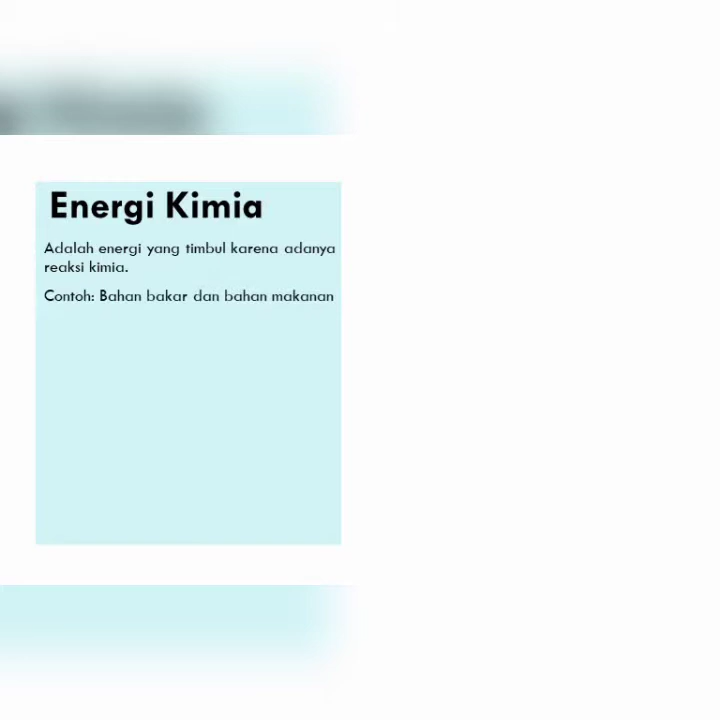 Energi Kimia
Adalah energi yang timbul karena adanya
reaksi kimia.
Contoh: Bahan bakar dan bahan makanan